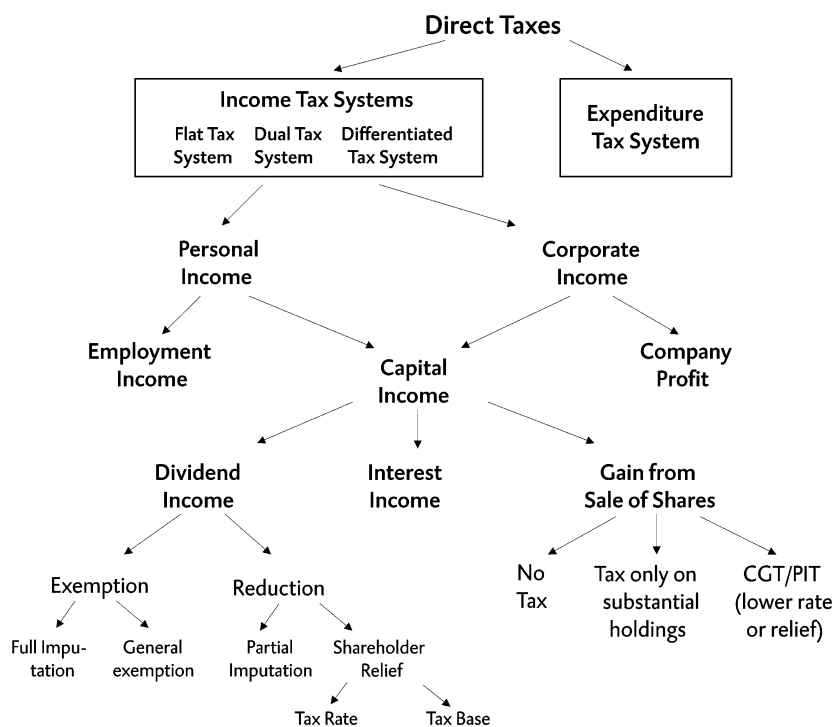 Direct Taxes
Income Tax Systems
Flat Tax
System
Dual Tax
System
Differentiated
Tax System
Expenditure
Tax System
Personal
Income
Corporate
Income
Employment
Income
Capital
Income
Company
Profit
Dividend
Income
Interest
Income
Gain from
Sale of Shares
Exemption
Reduction
No
Tax
Tax only on
substantial
holdings
CGT/PIT
(lower rate
or relief)
Full Impu-
tation
General
exemption
Partial
Imputation
Shareholder
Relief
Tax Rate
Tax Base